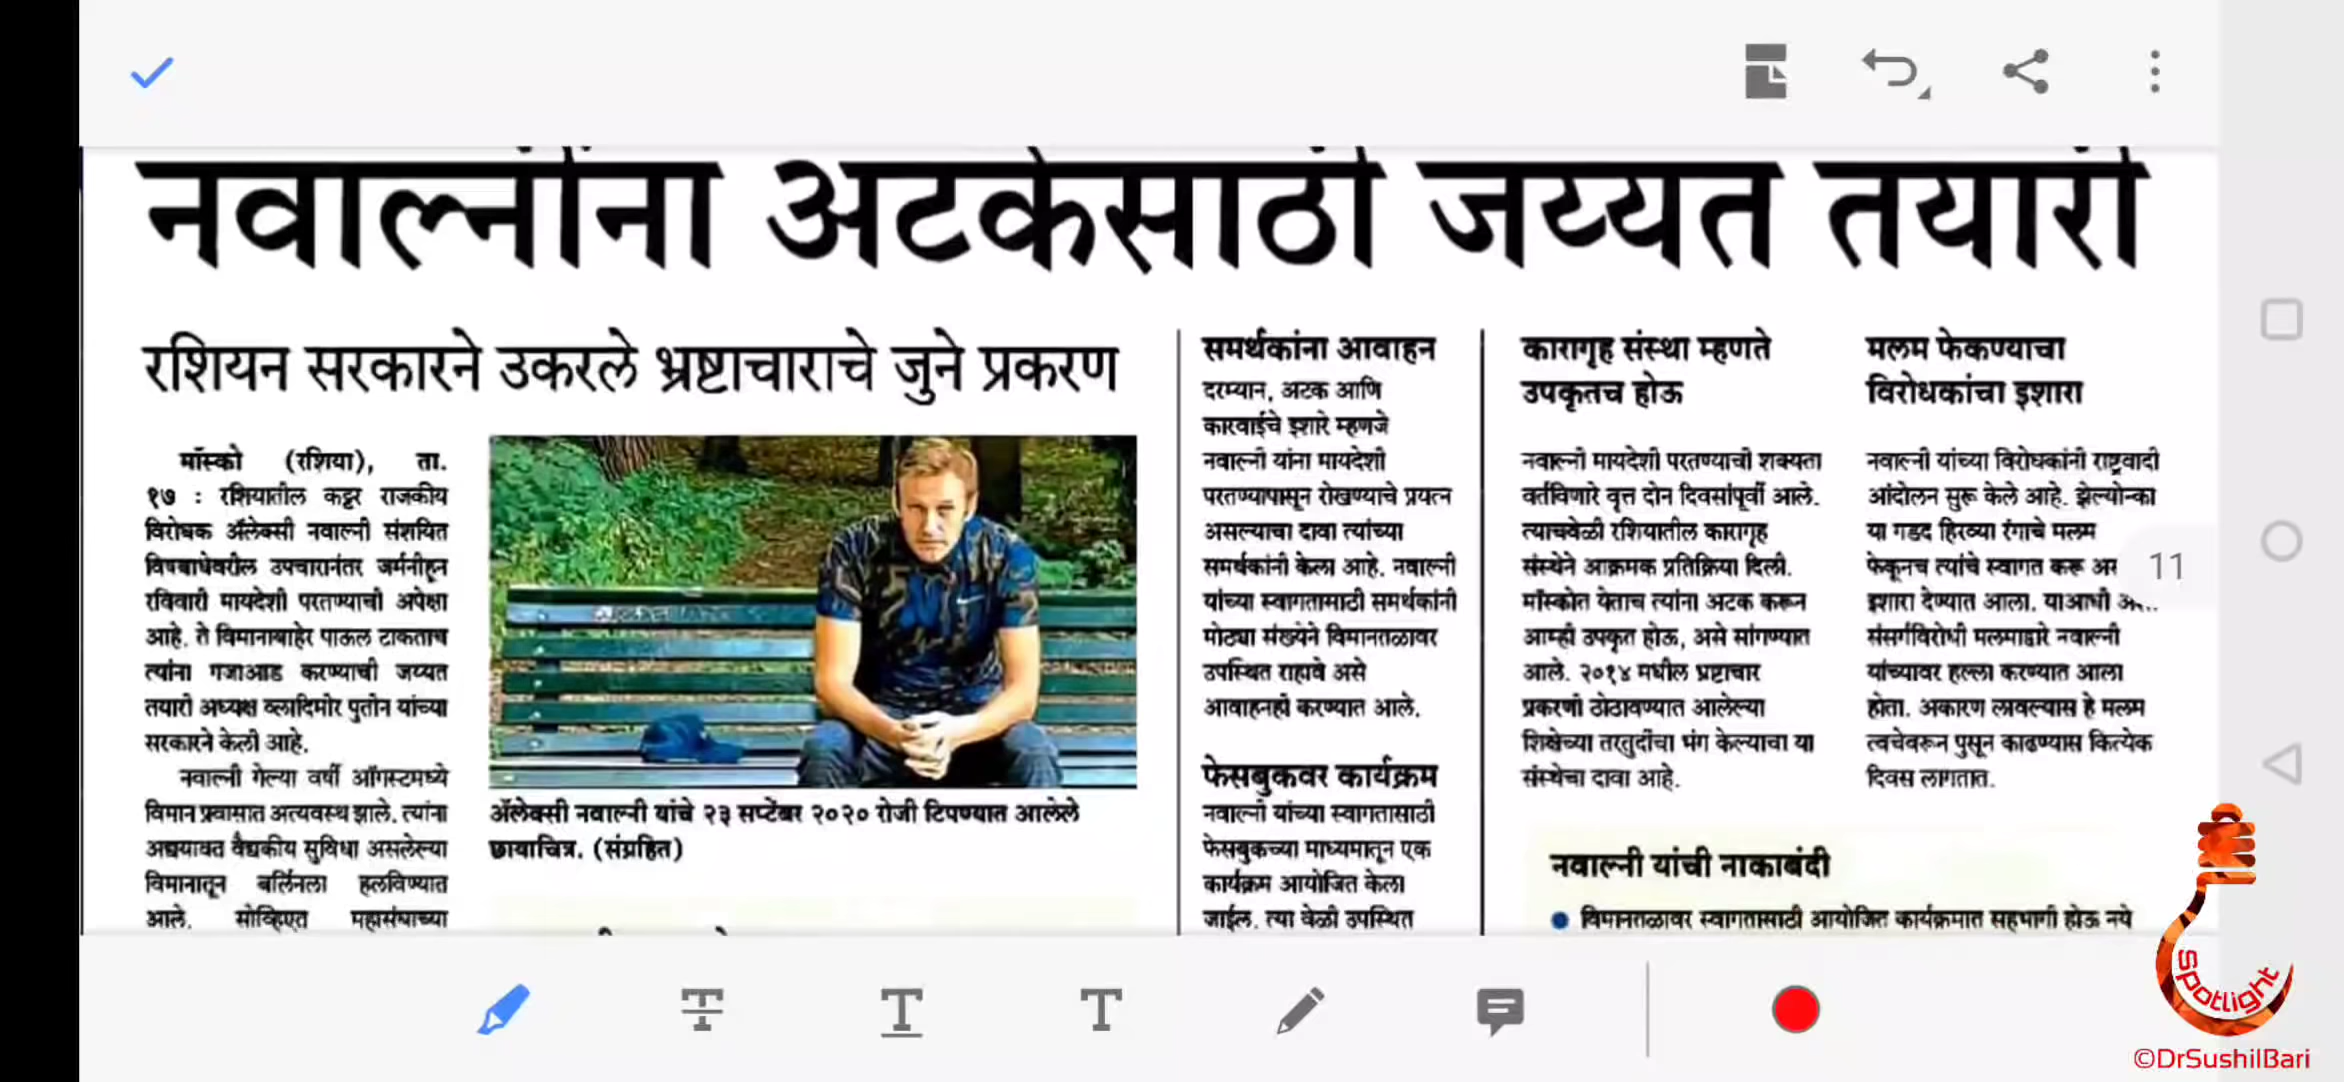 नवाल्नींना अटकेसाठी जय्यत तयारी
रशियन सरकारने उकरले भ्रष्टाचाराचे जुने प्रकरण
मॉस्को (रशिया), ता.
१७ : रशियातील कट्टर राजकीय
विरोधक ॲलेक्सी नवाल्नी संशयित
विषबाधेवरील उपचारानंतर जर्मनीहून
रविवारी मायदेशी परतण्याची अपेक्षा
आहे. ते विमानाबाहेर पाऊल टाकताच
त्यांना गजाआड करण्याची जय्यत
तयारी अध्यक्ष व्लादिमीर पुतीन यांच्या
सरकारने केली आहे.
नवाल्नी गेल्या वर्षी ऑगस्टमध्ये
विमान प्रवासात अत्यवस्थ झाले. त्यांना
अद्ययावत वैद्यकीय सुविधा असलेल्या
विमानातून बर्लिनला हलविण्यात
आले. सोव्हिएत महासंघाच्या
ॲलेक्सी नवाल्नी यांचे २३ सप्टेंबर २०२० रोजी टिपण्यात आलेले
छायाचित्र. (संग्रहित)
समर्थकांना आवाहन
दरम्यान, अटक आणि
कारवाईचे इशारे म्हणजे
नवाल्नी यांना मायदेशी
परतण्यापासून रोखण्याचे प्रयत्न
असल्याचा दावा त्यांच्या
समर्थकांनी केला आहे. नवाल्नी
यांच्या स्वागतासाठी समर्थकांनी
मोठ्या संख्येने विमानतळावर
उपस्थित राहावे असे
आवाहनही करण्यात आले.
फेसबुकवर कार्यक्रम
नवाल्नी यांच्या स्वागतासाठी
फेसबुकच्या माध्यमातून एक
कार्यक्रम आयोजित केला
जाईल. त्या वेळी उपस्थित
कारागृह संस्था म्हणते
उपकृतच होऊ
नवाल्नी मायदेशी परतण्याची शक्यता
वर्तविणारे वृत्त दोन दिवसांपूर्वी आले.
त्याचवेळी रशियातील कारागृह
संस्थेने आक्रमक प्रतिक्रिया दिली.
मॉस्कोत येताच त्यांना अटक करून
आम्ही उपकृत होऊ, असे सांगण्यात
आले. २०१४ मधील भ्रष्टाचार
प्रकरणी ठोठावण्यात आलेल्या
शिक्षेच्या तरतुदींचा भंग केल्याचा या
संस्थेचा दावा आहे.
मलम फेकण्याचा
विरोधकांचा इशारा
नवाल्नी यांच्या विरोधकांनी राष्ट्रवादी
आंदोलन सुरू केले आहे. झेल्योन्का
या गडद हिरव्या रंगाचे मलम
फेकूनच त्यांचे स्वागत करू
इशारा देण्यात आला. याआधी
संसर्गविरोधी मलमाद्वारे नवाल्नी
यांच्यावर हल्ला करण्यात आला
होता. अकारण लावल्यास हे मलम
त्वचेवरून पुसून काढण्यास कित्येक
दिवस लागतात.
11
नवाल्नी यांची नाकाबंदी
विमानतळावर स्वागतासाठी आयोजित कार्यक्रमात सहभागी होऊ नये
Spotlight
©DrSushilBari